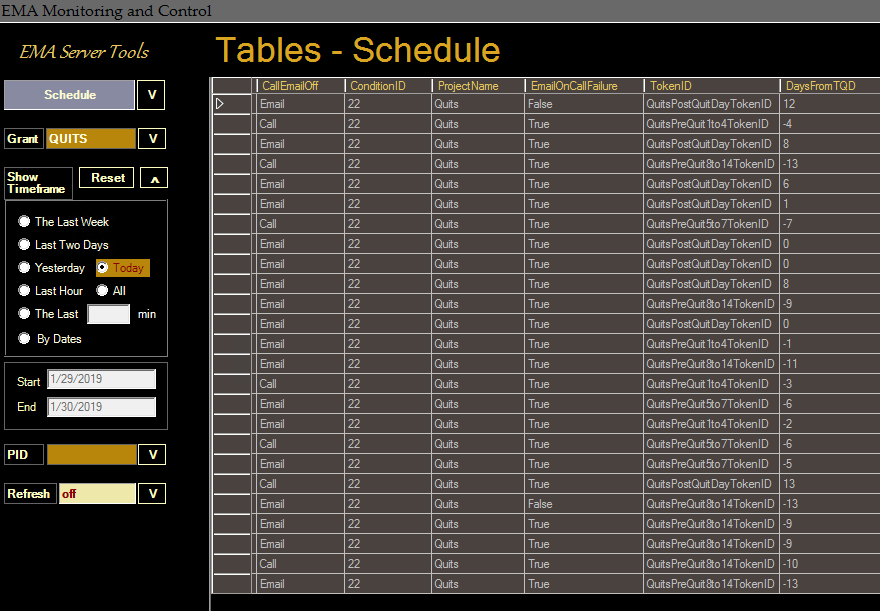 EMA Monitoring and Control
EMA Server Tools
Tables - Schedule
Schedule V
Grant QUITS V
Show Timeframe Reset ^
The Last Week
Last Two Days
Yesterday Today
Last Hour All
The Last min
By Dates
Start 1/29/2019
End 1/30/2019
PID V
Refresh off V
CallEmailOff ConditionID ProjectName EmailOnCallFailure TokenID DaysFromTQD
Email 22 Quits False QuitsPostQuitDayTokenID 12
Call 22 Quits True QuitsPreQuit1to4TokenID -4
Email 22 Quits True QuitsPostQuitDayTokenID 8
Call 22 Quits True QuitsPreQuit8to14TokenID -13
Email 22 Quits True QuitsPostQuitDayTokenID 6
Email 22 Quits True QuitsPostQuitDayTokenID 1
Call 22 Quits True QuitsPreQuit5to7TokenID -7
Email 22 Quits True QuitsPostQuitDayTokenID 0
Email 22 Quits True QuitsPostQuitDayTokenID 0
Email 22 Quits True QuitsPostQuitDayTokenID 8
Email 22 Quits True QuitsPreQuit8to14TokenID -9
Email 22 Quits True QuitsPostQuitDayTokenID 0
Email 22 Quits True QuitsPreQuit1to4TokenID -1
Email 22 Quits True QuitsPreQuit8to14TokenID -11
Call 22 Quits True QuitsPreQuit1to4TokenID -3
Email 22 Quits True QuitsPreQuit5to7TokenID -6
Email 22 Quits True QuitsPreQuit1to4TokenID -2
Call 22 Quits True QuitsPreQuit5to7TokenID -6
Email 22 Quits True QuitsPreQuit5to7TokenID -5
Call 22 Quits True QuitsPostQuitDayTokenID 13
Email 22 Quits False QuitsPreQuit8to14TokenID -13
Email 22 Quits True QuitsPreQuit8to14TokenID -9
Email 22 Quits True QuitsPreQuit8to14TokenID -9
Call 22 Quits True QuitsPreQuit8to14TokenID -10
Email 22 Quits True QuitsPreQuit8to14TokenID -13